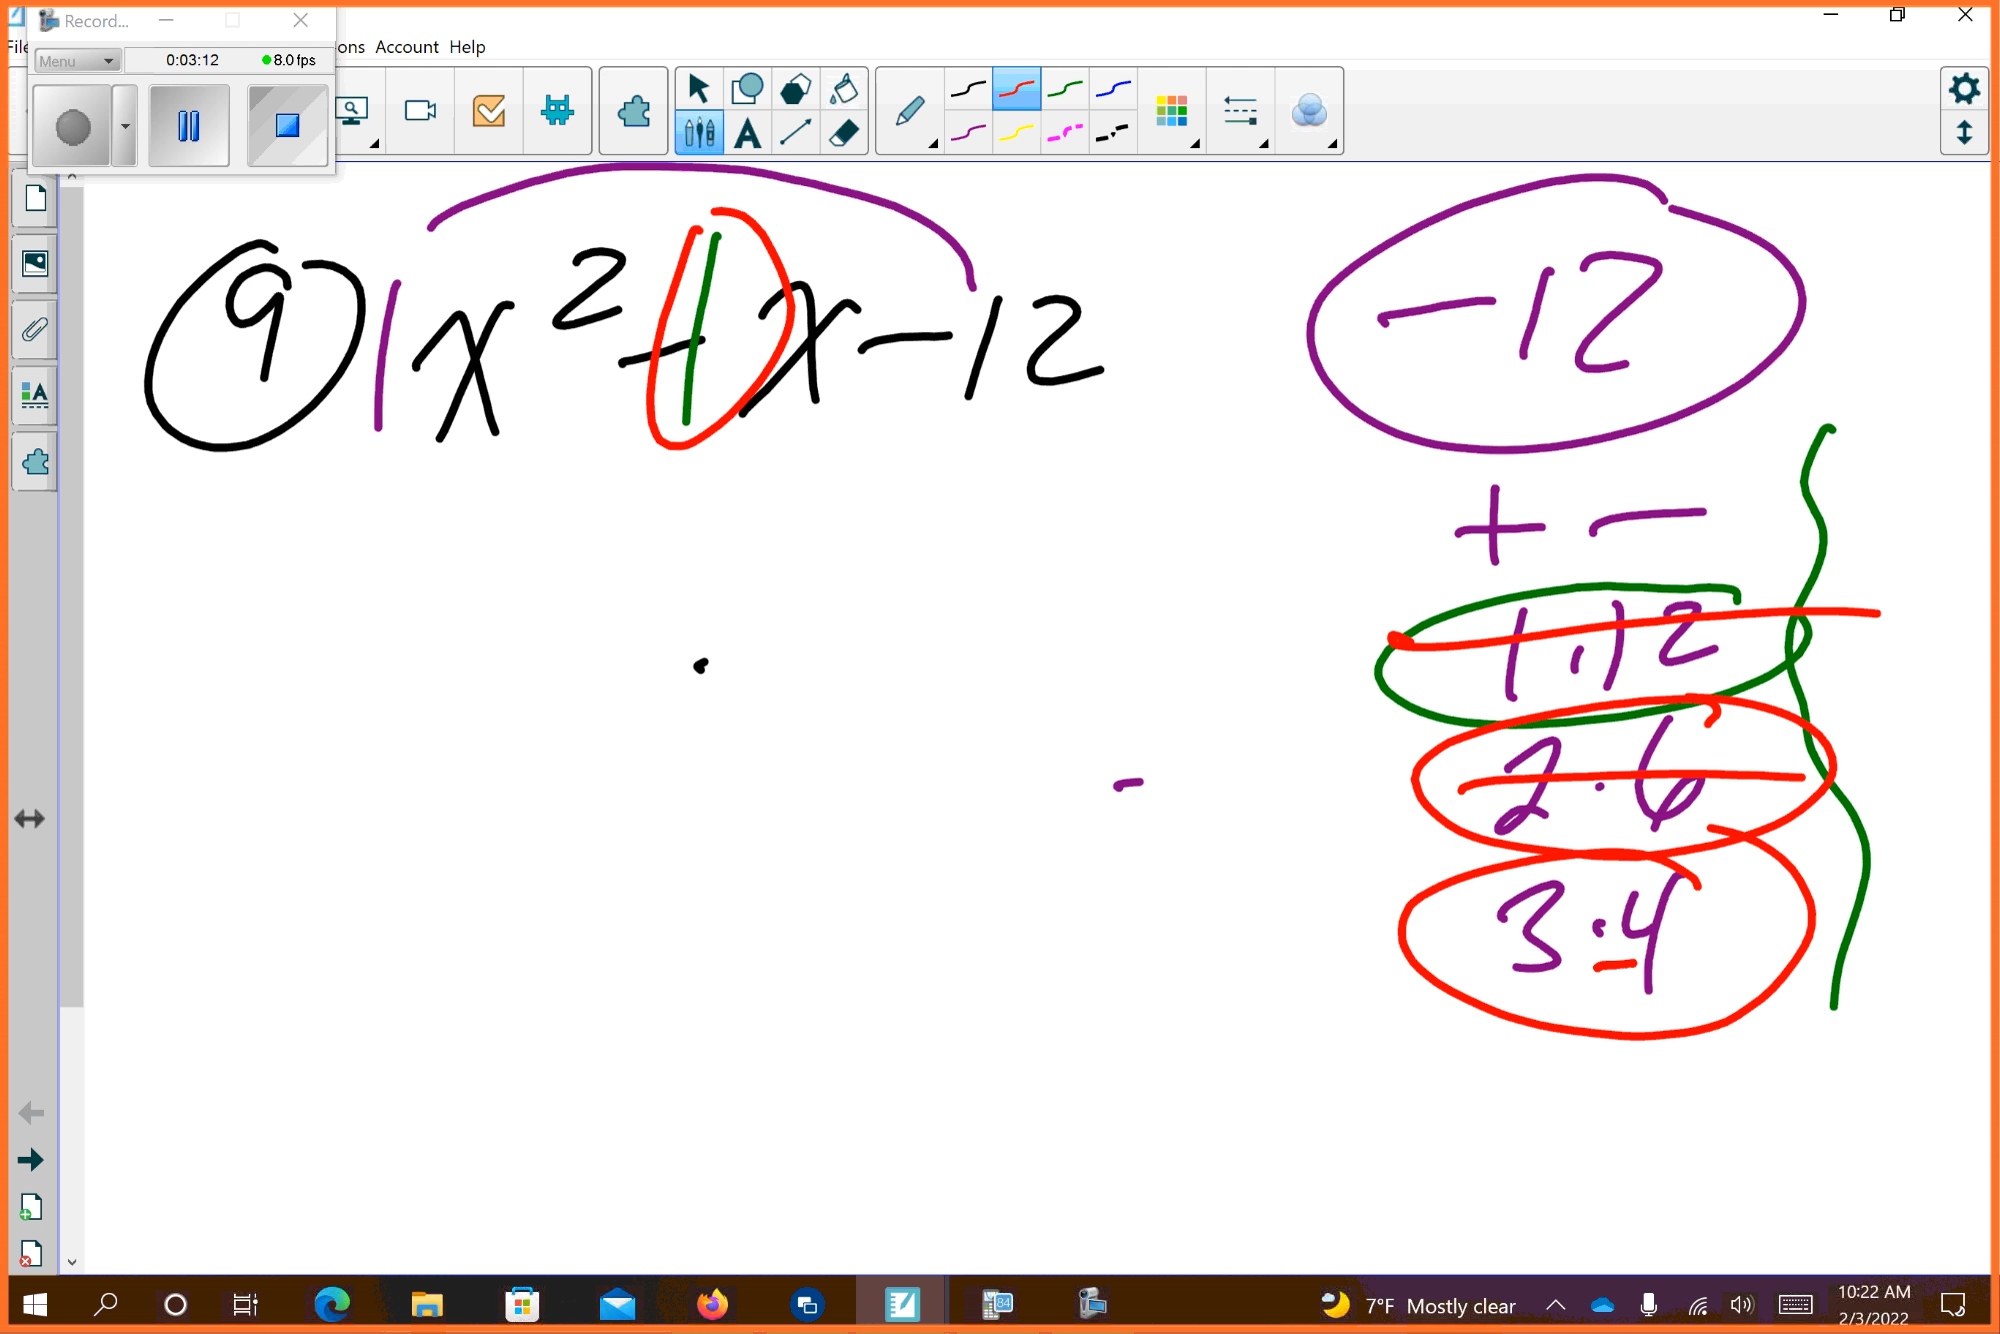 Record...
File
ons Account Help
Menu 0:03:12 8.0 fps
9 1x² - 1x - 12
-12
+ -
1 , 12
2 · 6
3 · -4
84
7°F Mostly clear
10:22 AM
2/3/2022